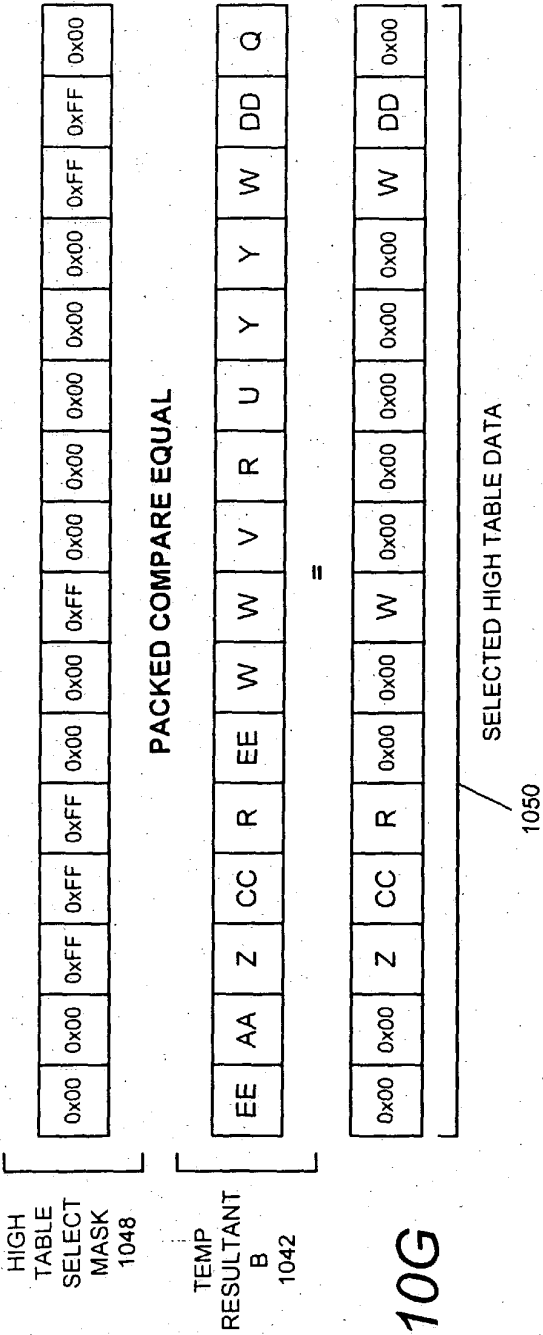 HIGH
TABLE
SELECT
MASK
1048
0x00 0x00 0xFF 0xFF 0xFF 0x00 0x00 0xFF 0x00 0x00 0x00 0x00 0x00 0xFF 0xFF 0x00
PACKED COMPARE EQUAL
TEMP
RESULTANT
B
1042
EE AA Z CC R EE W W V R U Y Y W DD Q
=
0x00 0x00 Z CC R 0x00 0x00 W 0x00 0x00 0x00 0x00 0x00 W DD 0x00
SELECTED HIGH TABLE DATA
1050
10G